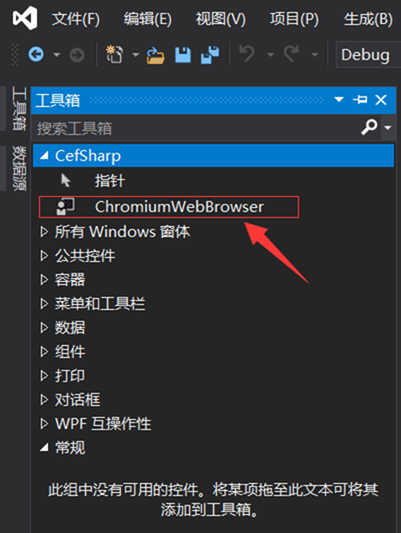 文件(F) 编辑(E) 视图(V) 项目(P) 生成(B)
Debug
工具箱
数据源
工具箱
搜索工具箱
CefSharp
指针
ChromiumWebBrowser
所有 Windows 窗体
公共控件
容器
菜单和工具栏
数据
组件
打印
对话框
WPF 互操作性
常规
此组中没有可用的控件。将某项拖至此文本可将其
添加到工具箱。